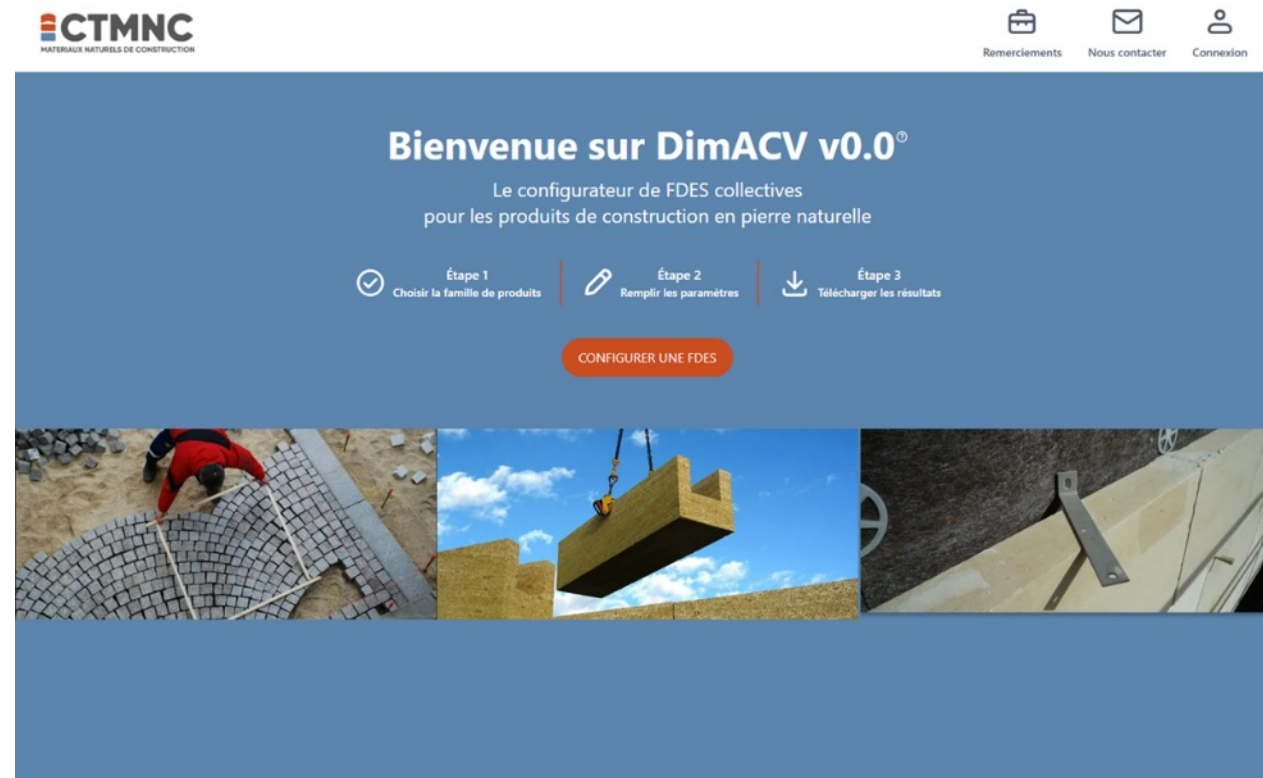 CTMNC
MATERIAUX NATURELS DE CONSTRUCTION
Remerciements
Nous contacter
Connexion
Bienvenue sur DimACV v0.0
Le configurateur de FDES collectives
pour les produits de construction en pierre naturelle
Étape 1
Choisir la famille de produits
Étape 2
Remplir les paramètres
Étape 3
Télécharger les résultats
CONFIGURER UNE FDES